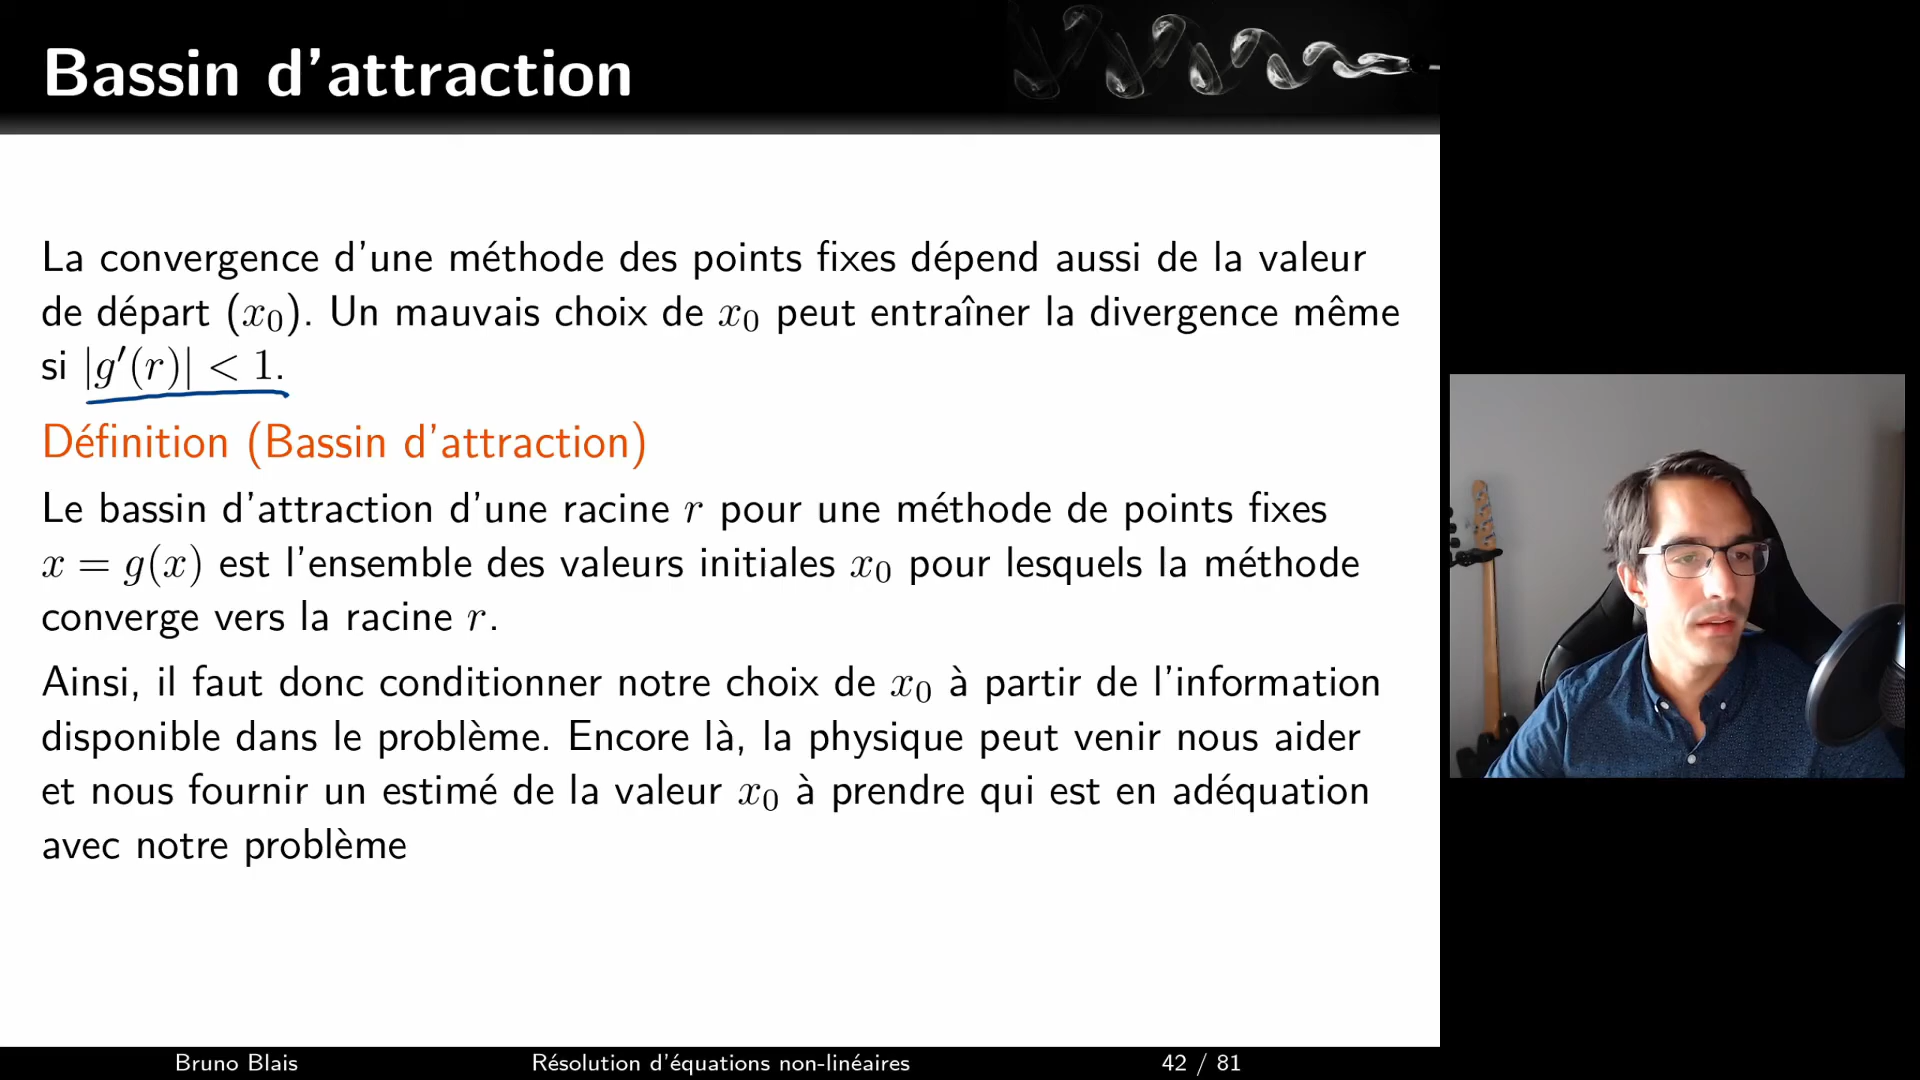 Bassin d'attraction
La convergence d'une méthode des points fixes dépend aussi de la valeur
de départ (x₀). Un mauvais choix de x₀ peut entraîner la divergence même
si |g′(r)| < 1.
Définition (Bassin d'attraction)
Le bassin d'attraction d'une racine r pour une méthode de points fixes
x = g(x) est l'ensemble des valeurs initiales x₀ pour lesquels la méthode
converge vers la racine r.
Ainsi, il faut donc conditionner notre choix de x₀ à partir de l'information
disponible dans le problème. Encore là, la physique peut venir nous aider
et nous fournir un estimé de la valeur x₀ à prendre qui est en adéquation
avec notre problème
Bruno Blais Résolution d'équations non-linéaires 42 / 81